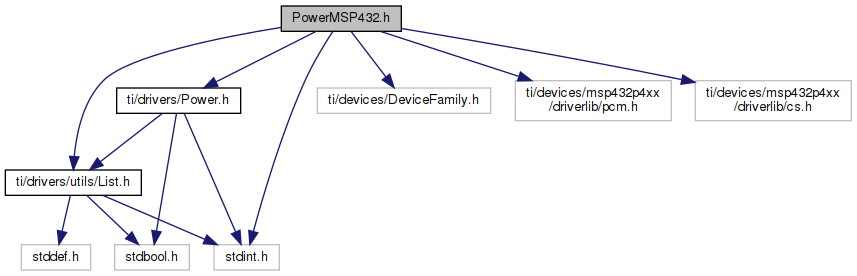 PowerMSP432.h
ti/drivers/Power.h
ti/devices/DeviceFamily.h
ti/devices/msp432p4xx
/driverlib/pcm.h
ti/devices/msp432p4xx
/driverlib/cs.h
ti/drivers/utils/List.h
stddef.h
stdbool.h
stdint.h